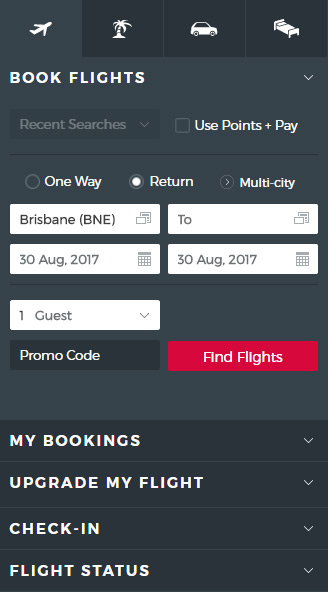 BOOK FLIGHTS
Recent Searches
Use Points + Pay
One Way
Return
Multi-city
Brisbane (BNE)
To
30 Aug, 2017
30 Aug, 2017
1 Guest
Promo Code
Find Flights
MY BOOKINGS
UPGRADE MY FLIGHT
CHECK-IN
FLIGHT STATUS